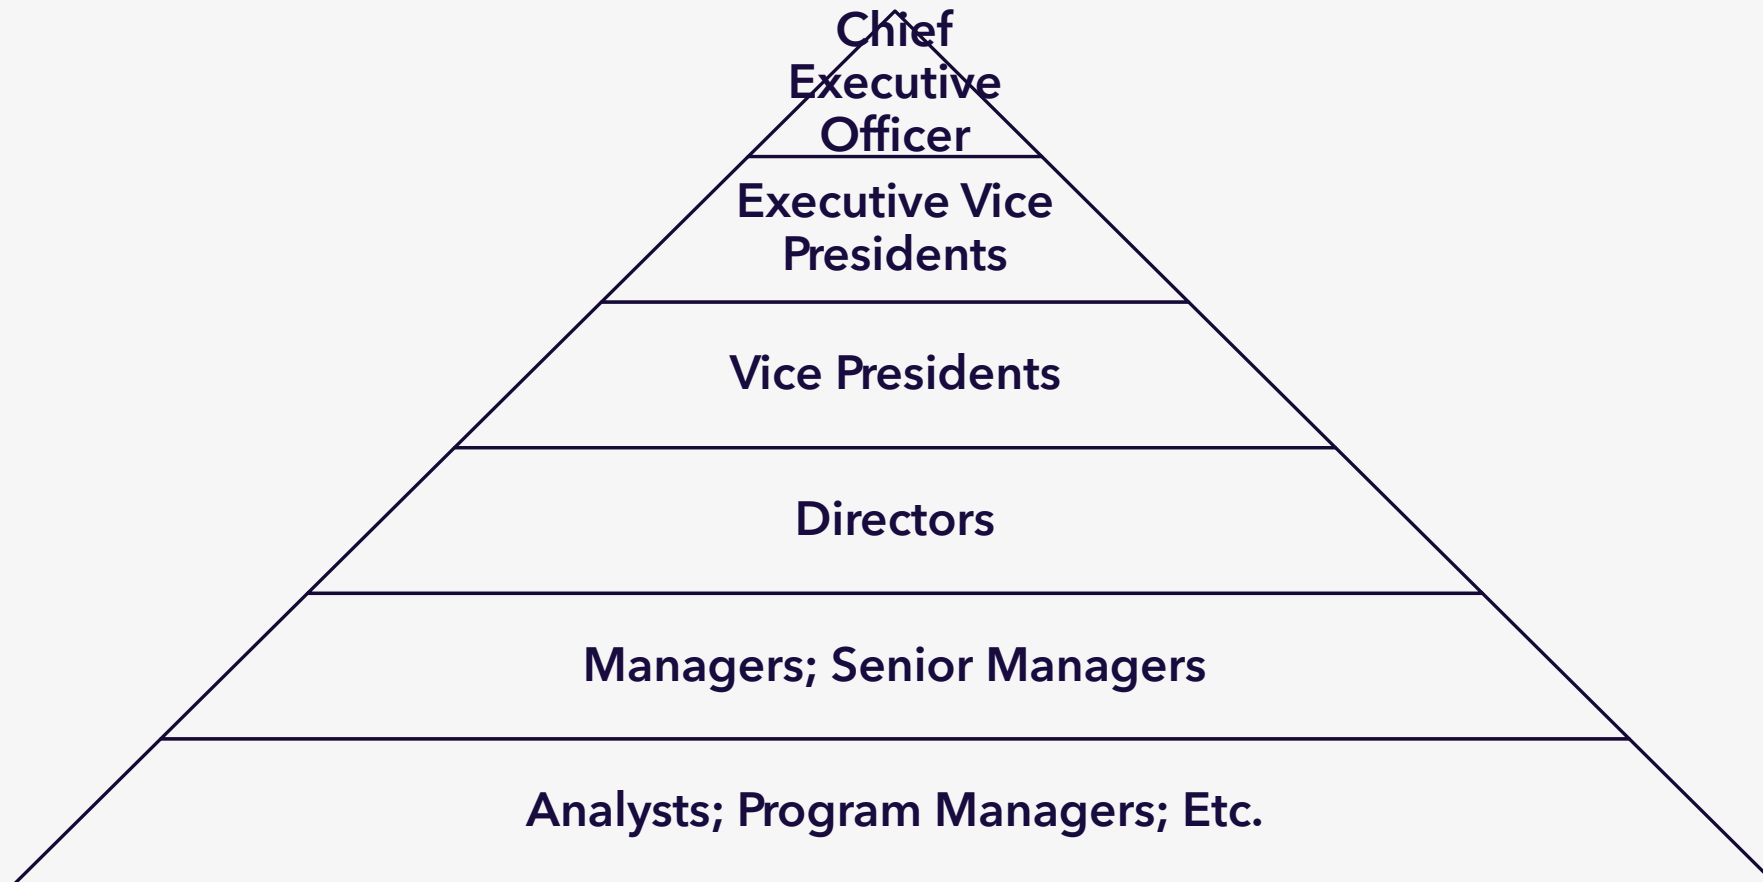 Chief
Executive
Officer
Executive Vice
Presidents
Vice Presidents
Directors
Managers; Senior Managers
Analysts; Program Managers; Etc.